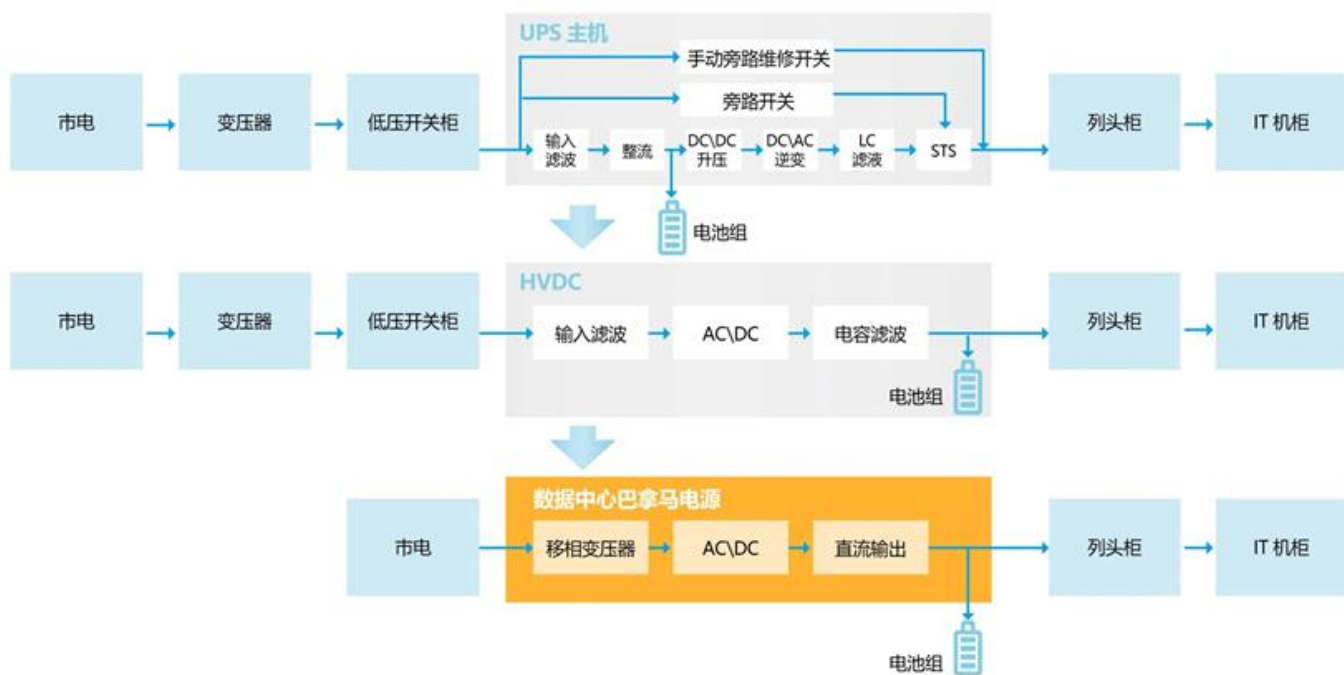 UPS 主机
手动旁路维修开关
旁路开关
市电
变压器
低压开关柜
输入
滤波
整流
DC\DC
升压
DC\AC
逆变
LC
滤液
STS
列头柜
IT 机柜
电池组
HVDC
市电
变压器
低压开关柜
输入滤波
AC\DC
电容滤波
列头柜
IT 机柜
电池组
数据中心巴拿马电源
市电
移相变压器
AC\DC
直流输出
列头柜
IT 机柜
电池组